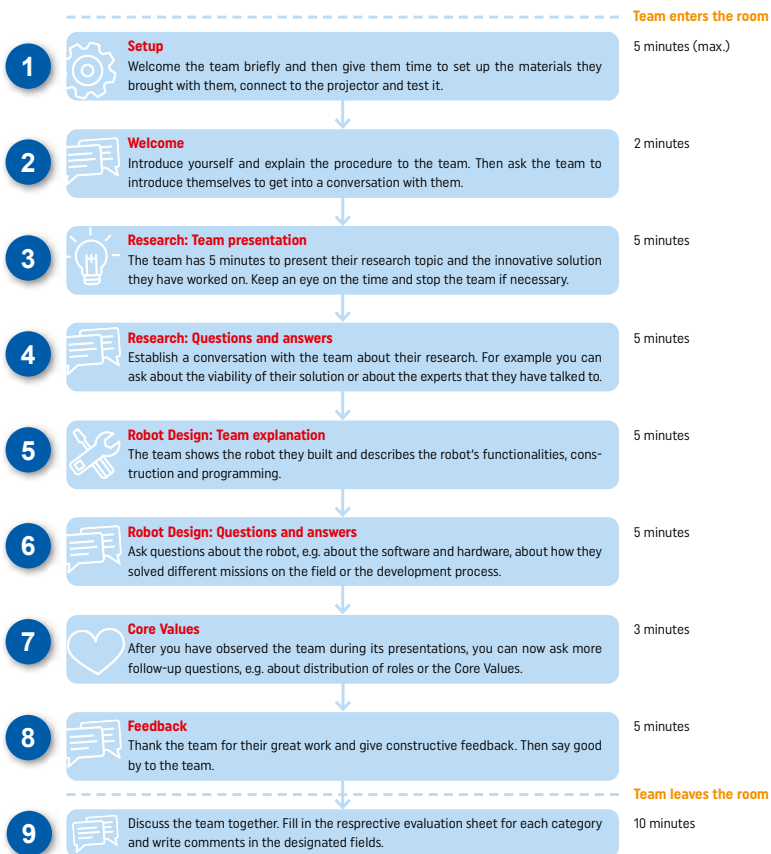 Team enters the room
1
Setup
5 minutes (max.)
Welcome the team briefly and then give them time to set up the materials they
brought with them, connect to the projector and test it.
2
Welcome
2 minutes
Introduce yourself and explain the procedure to the team. Then ask the team to
introduce themselves to get into a conversation with them.
3
Research: Team presentation
5 minutes
The team has 5 minutes to present their research topic and the innovative solution
they have worked on. Keep an eye on the time and stop the team if necessary.
4
Research: Questions and answers
5 minutes
Establish a conversation with the team about their research. For example you can
ask about the viability of their solution or about the experts that they have talked to.
5
Robot Design: Team explanation
5 minutes
The team shows the robot they built and describes the robot's functionalities, cons-
truction and programming.
6
Robot Design: Questions and answers
5 minutes
Ask questions about the robot, e.g. about the software and hardware, about how they
solved different missions on the field or the development process.
7
Core Values
3 minutes
After you have observed the team during its presentations, you can now ask more
follow-up questions, e.g. about distribution of roles or the Core Values.
8
Feedback
5 minutes
Thank the team for their great work and give constructive feedback. Then say good
by to the team.
Team leaves the room
9
Discuss the team together. Fill in the resprective evaluation sheet for each category
10 minutes
and write comments in the designated fields.